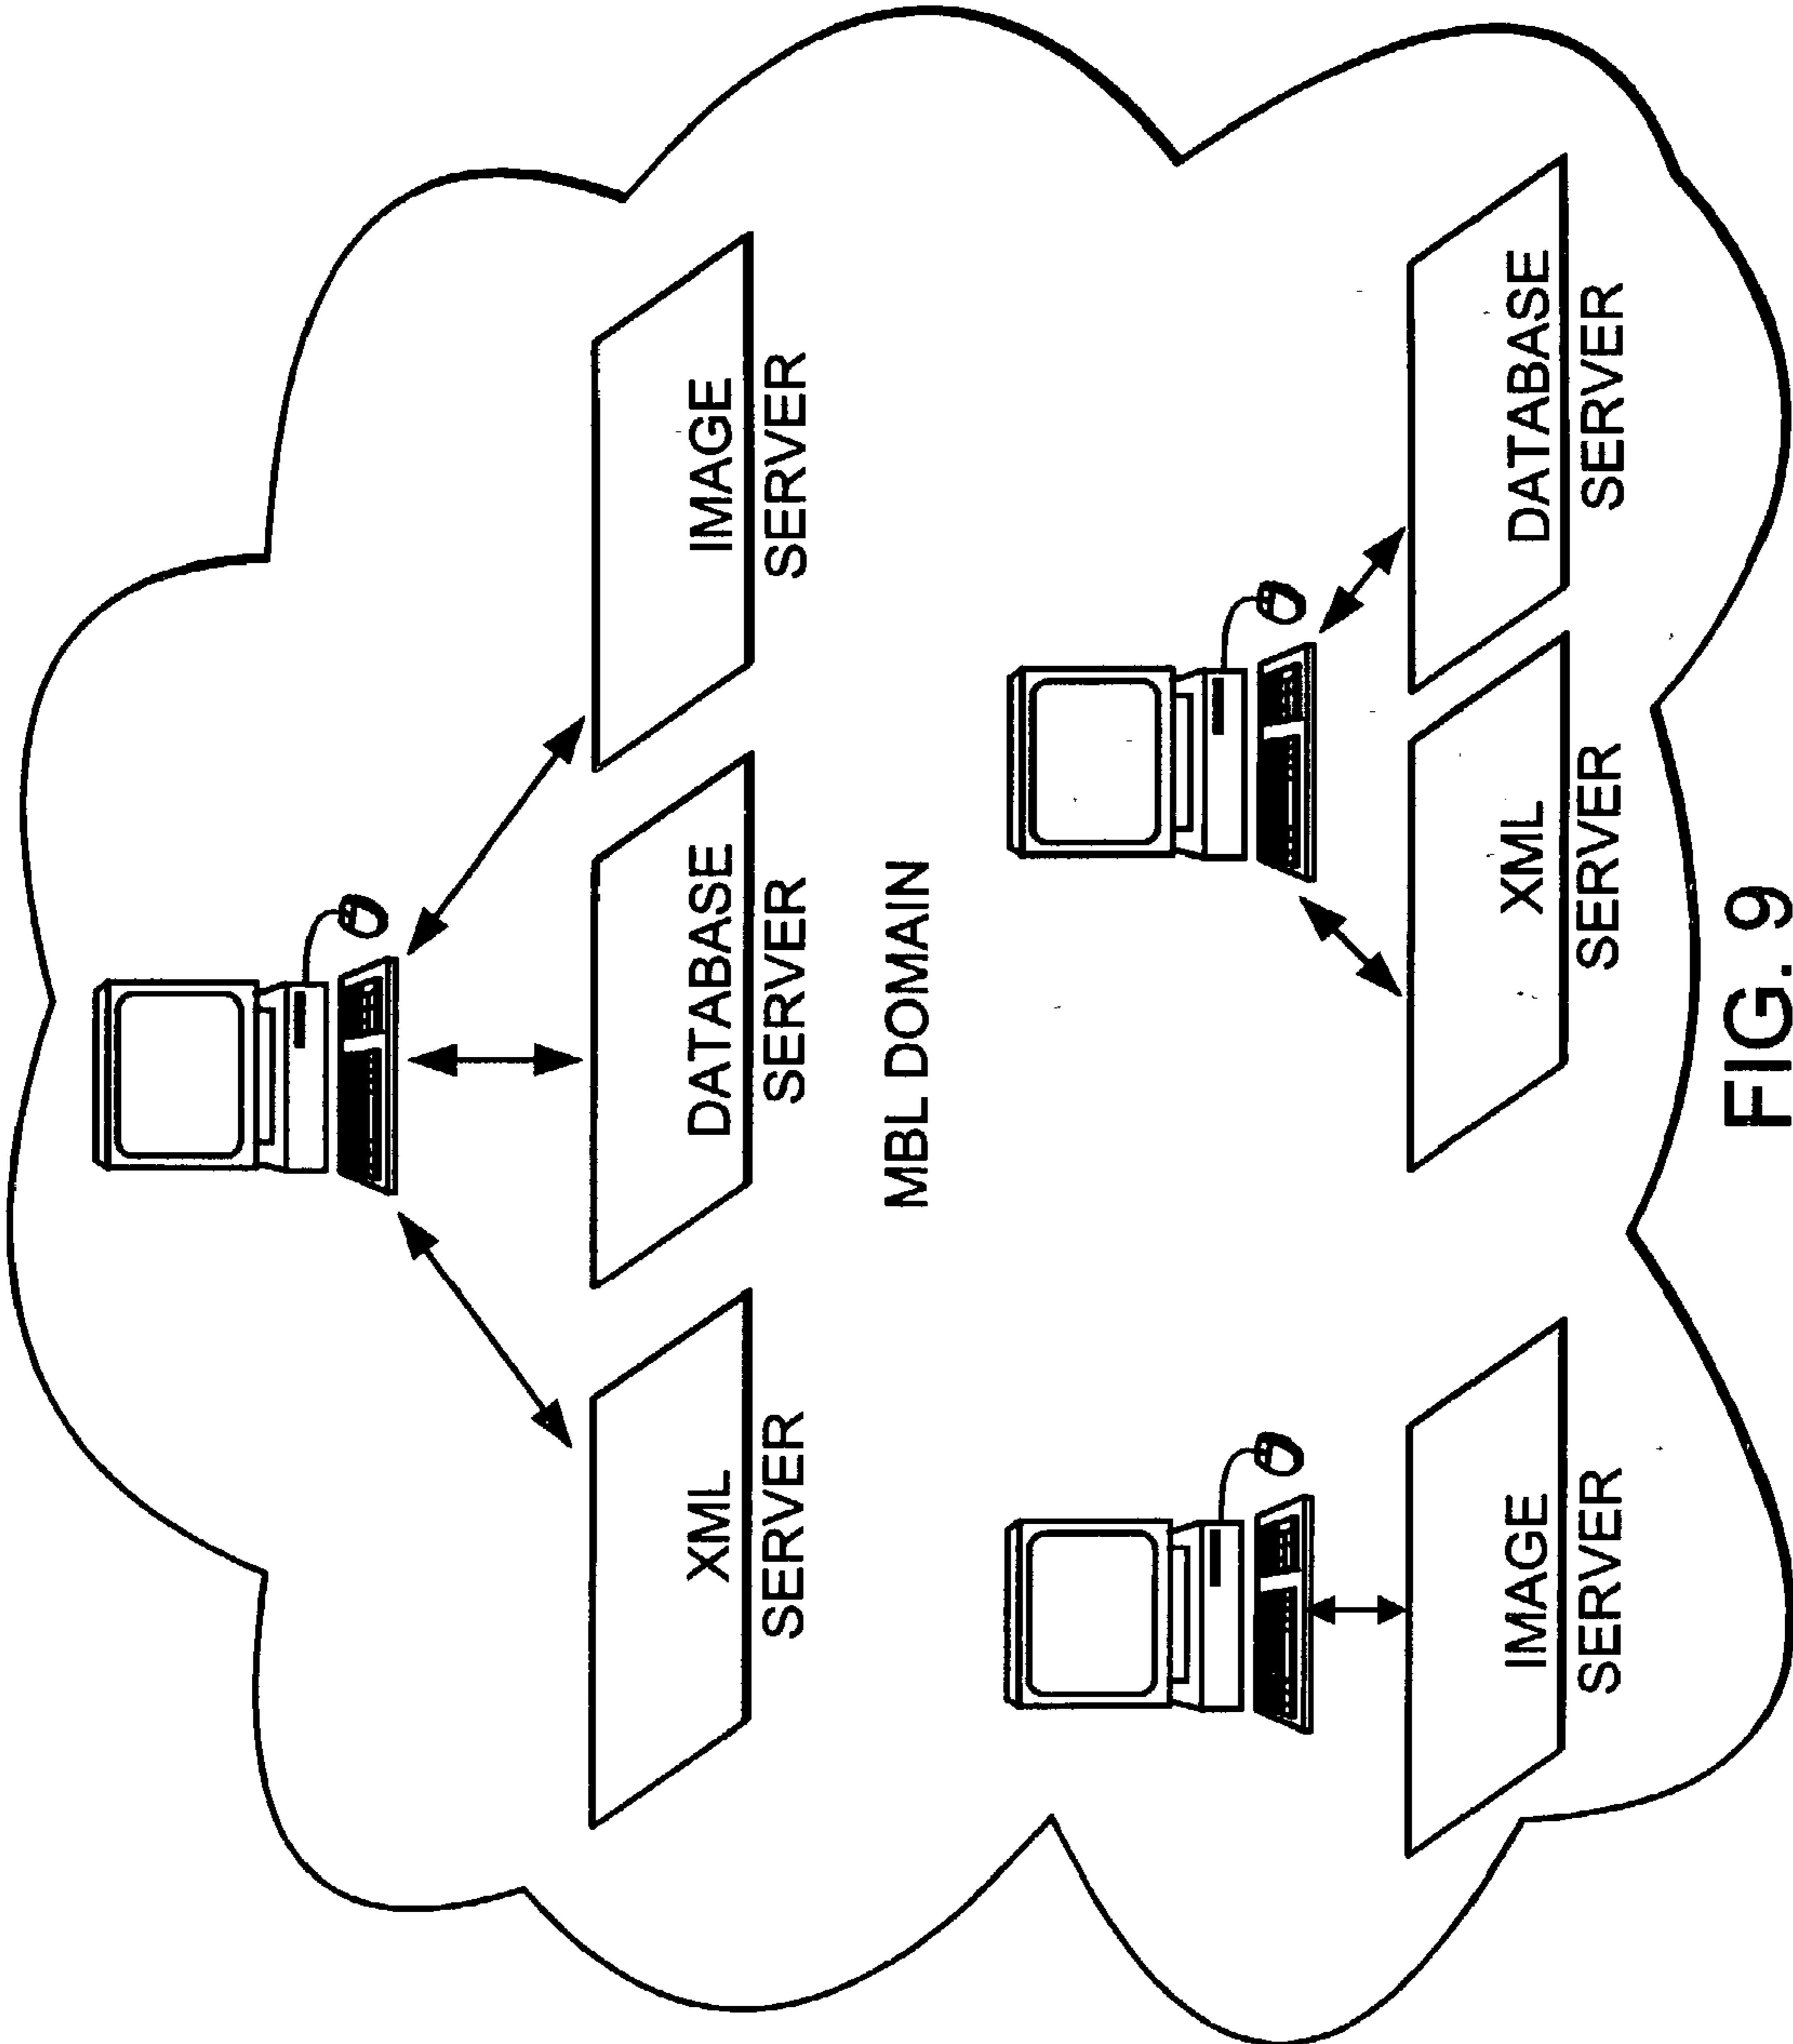 XML
SERVER
DATABASE
SERVER
IMAGE
SERVER
MBL DOMAIN
IMAGE
SERVER
XML
SERVER
DATABASE
SERVER
FIG. 9